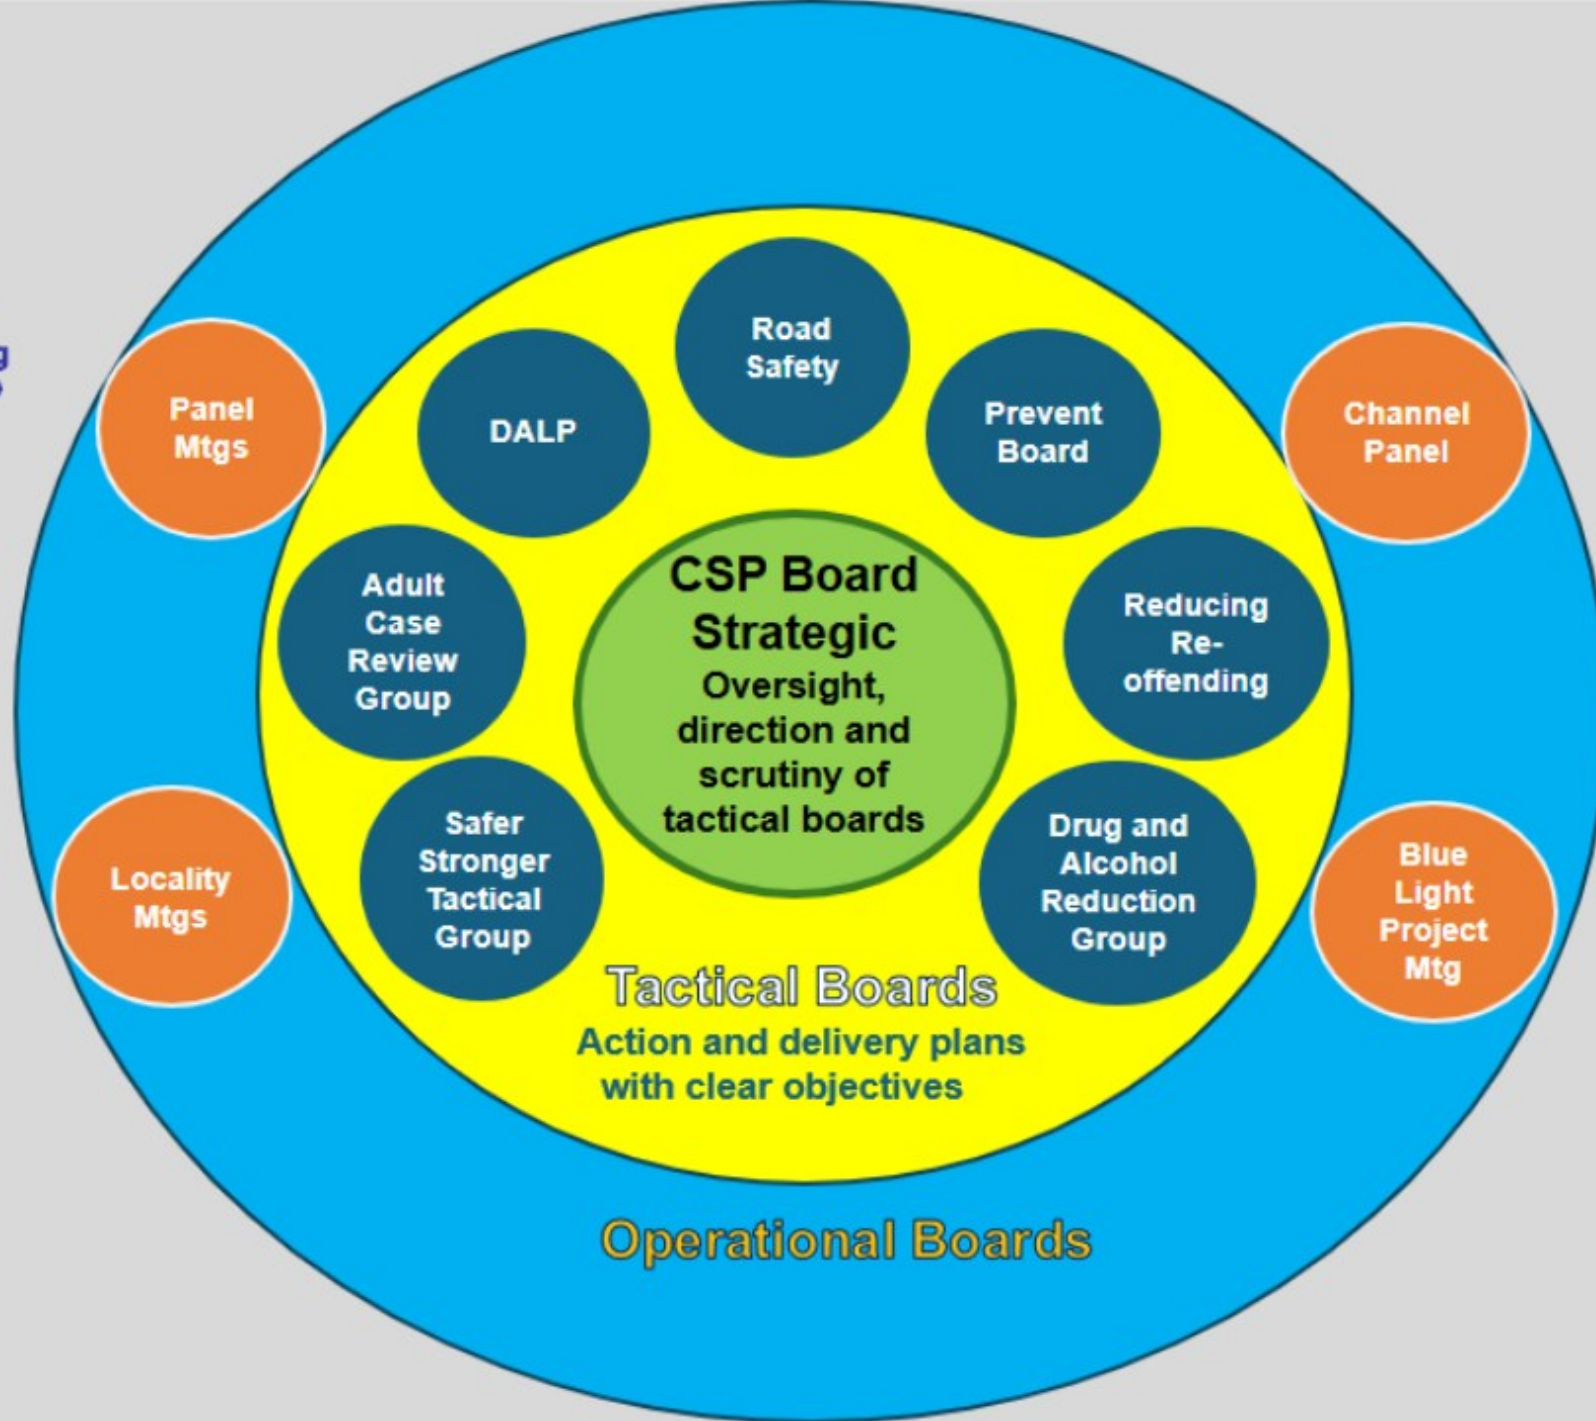 Road
Safety
DALP
Prevent
Board
Panel
Mtgs
Channel
Panel
Adult
Case
Review
Group
CSP Board
Strategic
Oversight,
direction and
scrutiny of
tactical boards
Reducing
Re-
offending
Safer
Stronger
Tactical
Group
Drug and
Alcohol
Reduction
Group
Locality
Mtgs
Blue
Light
Project
Mtg
Tactical Boards
Action and delivery plans
with clear objectives
Operational Boards